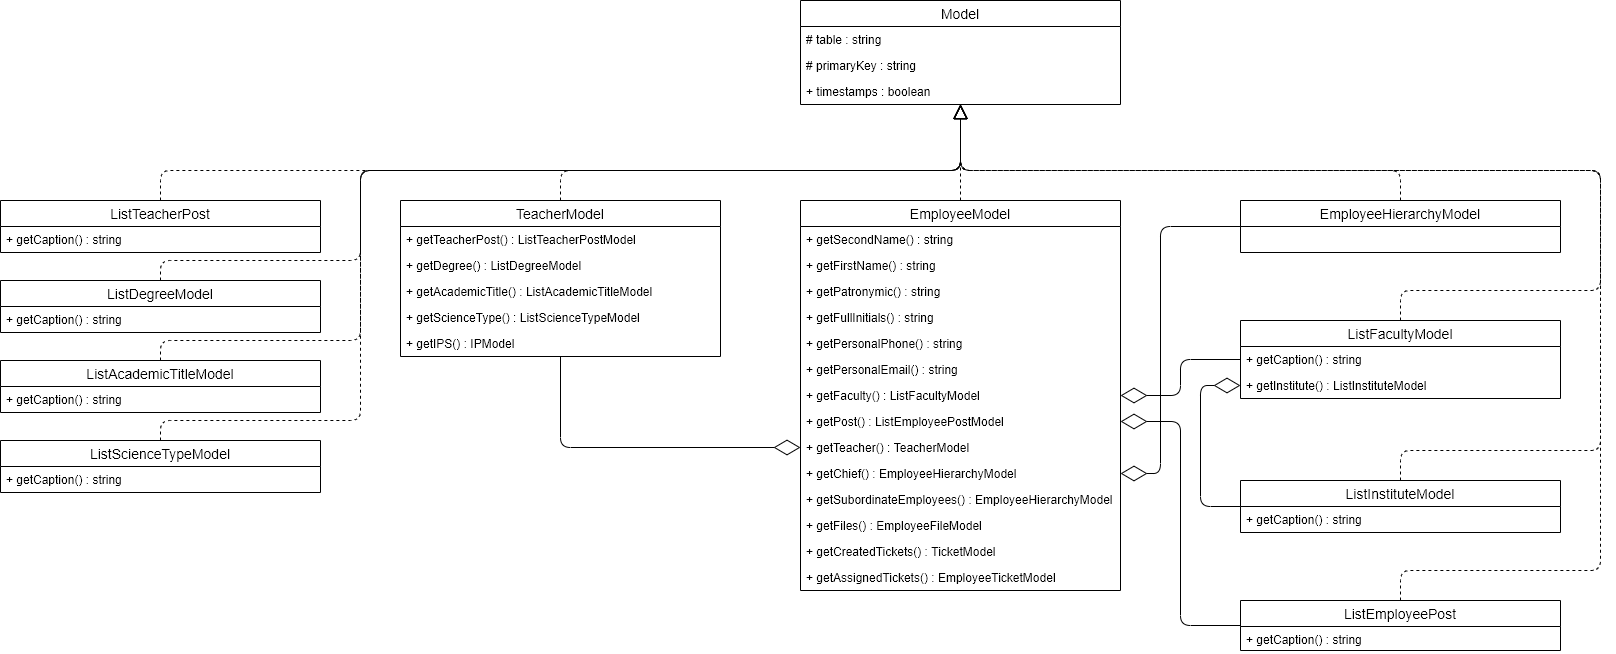 Model
# table : string
# primaryKey : string
+ timestamps : boolean
ListTeacherPost
+ getCaption() : string
ListDegreeModel
+ getCaption() : string
ListAcademicTitleModel
+ getCaption() : string
ListScienceTypeModel
+ getCaption() : string
TeacherModel
+ getTeacherPost() : ListTeacherPostModel
+ getDegree() : ListDegreeModel
+ getAcademicTitle() : ListAcademicTitleModel
+ getScienceType() : ListScienceTypeModel
+ getIPS() : IPModel
EmployeeModel
+ getSecondName() : string
+ getFirstName() : string
+ getPatronymic() : string
+ getFullInitials() : string
+ getPersonalPhone() : string
+ getPersonalEmail() : string
+ getFaculty() : ListFacultyModel
+ getPost() : ListEmployeePostModel
+ getTeacher() : TeacherModel
+ getChief() : EmployeeHierarchyModel
+ getSubordinateEmployees() : EmployeeHierarchyModel
+ getFiles() : EmployeeFileModel
+ getCreatedTickets() : TicketModel
+ getAssignedTickets() : EmployeeTicketModel
EmployeeHierarchyModel
ListFacultyModel
+ getCaption() : string
+ getInstitute() : ListInstituteModel
ListInstituteModel
+ getCaption() : string
ListEmployeePost
+ getCaption() : string